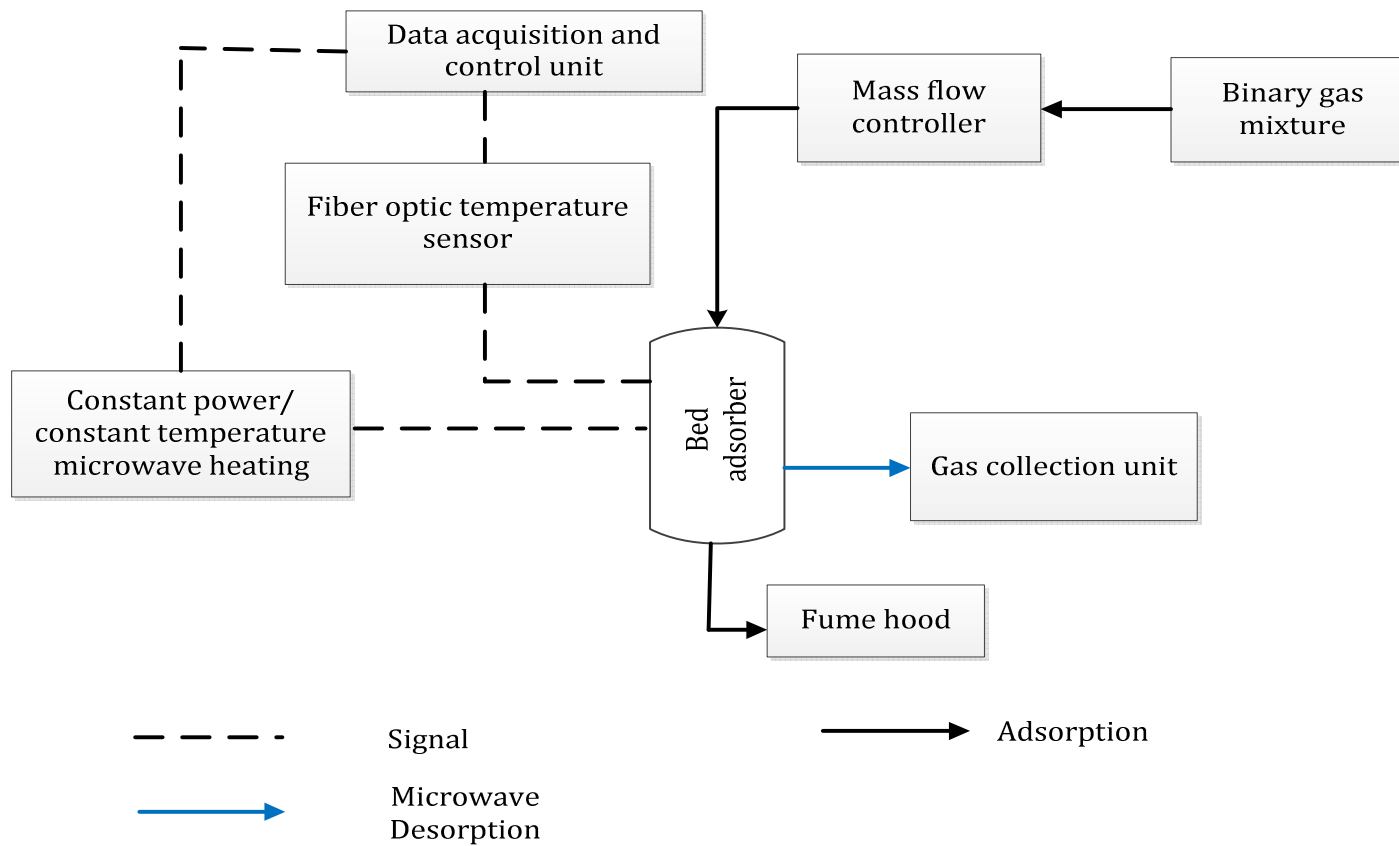 Data acquisition and
control unit
Mass flow
controller
Binary gas
mixture
Fiber optic temperature
sensor
Constant power/
constant temperature
microwave heating
Bed
adsorber
Gas collection unit
Fume hood
Signal
Adsorption
Microwave
Desorption